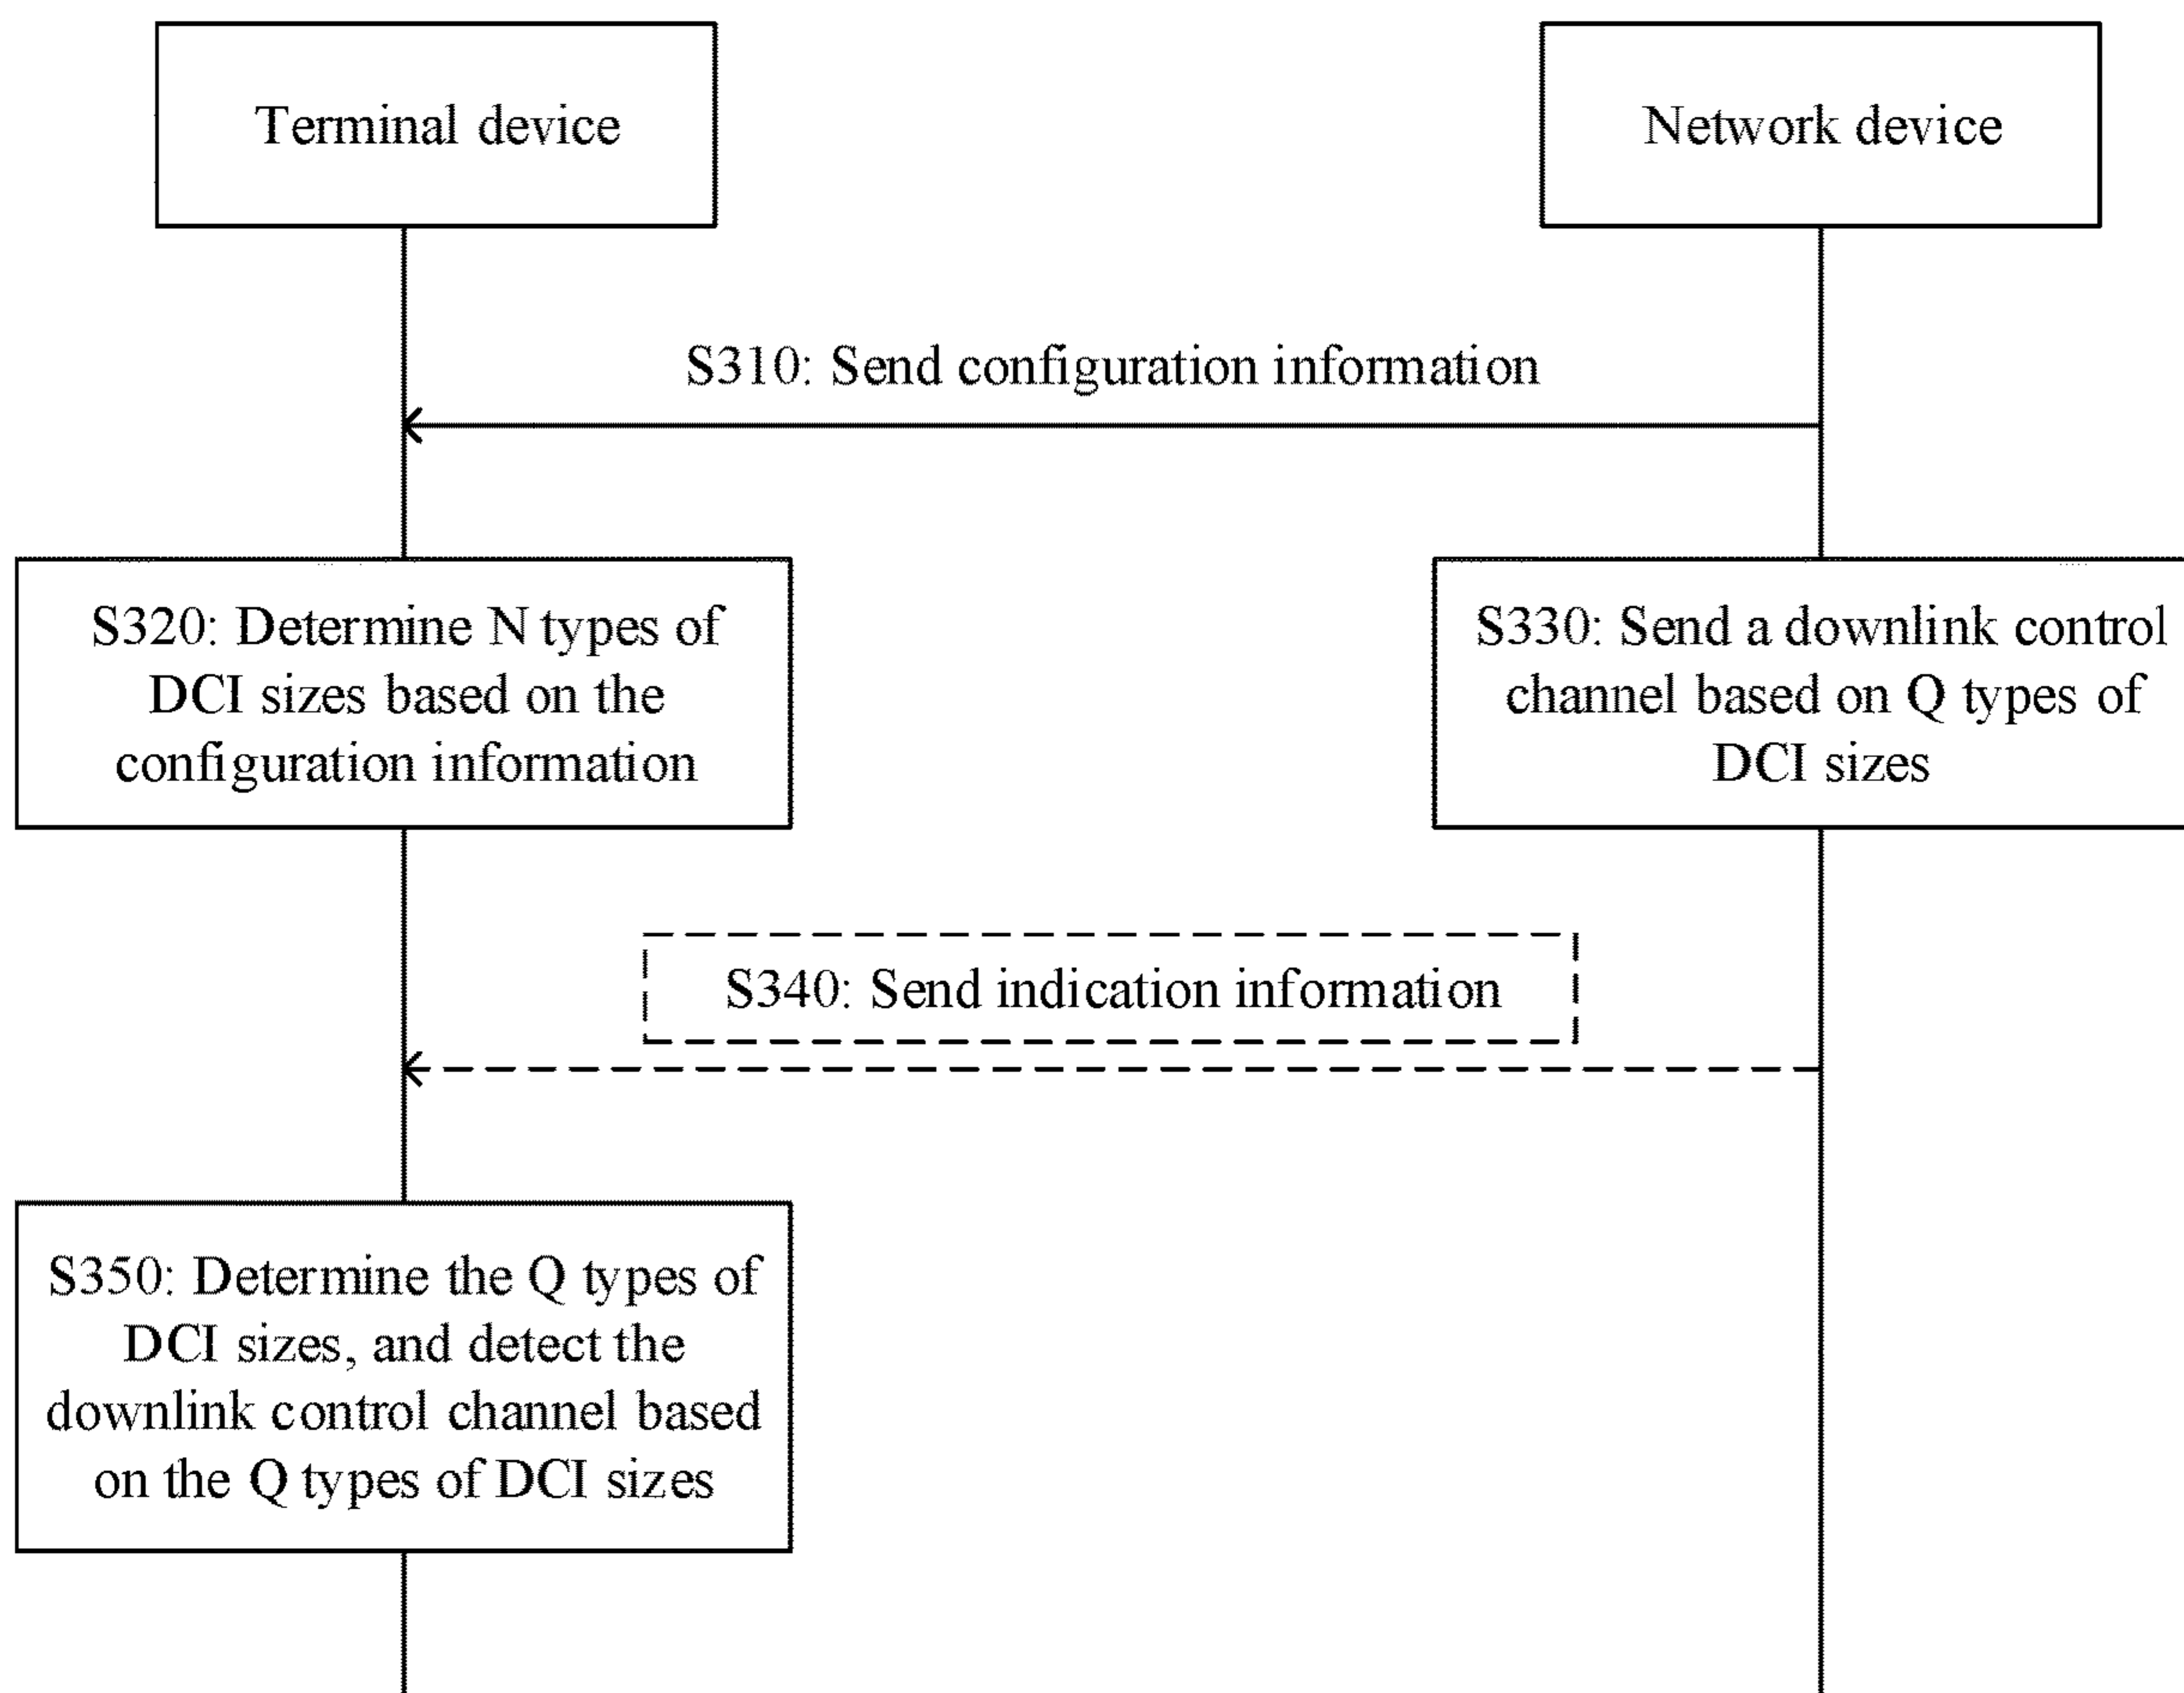 Terminal device
Network device
S310: Send configuration information
S320: Determine N types of
DCI sizes based on the
configuration information
S330: Send a downlink control
channel based on Q types of
DCI sizes
S340: Send indication information
S350: Determine the Q types of
DCI sizes, and detect the
downlink control channel based
on the Q types of DCI sizes